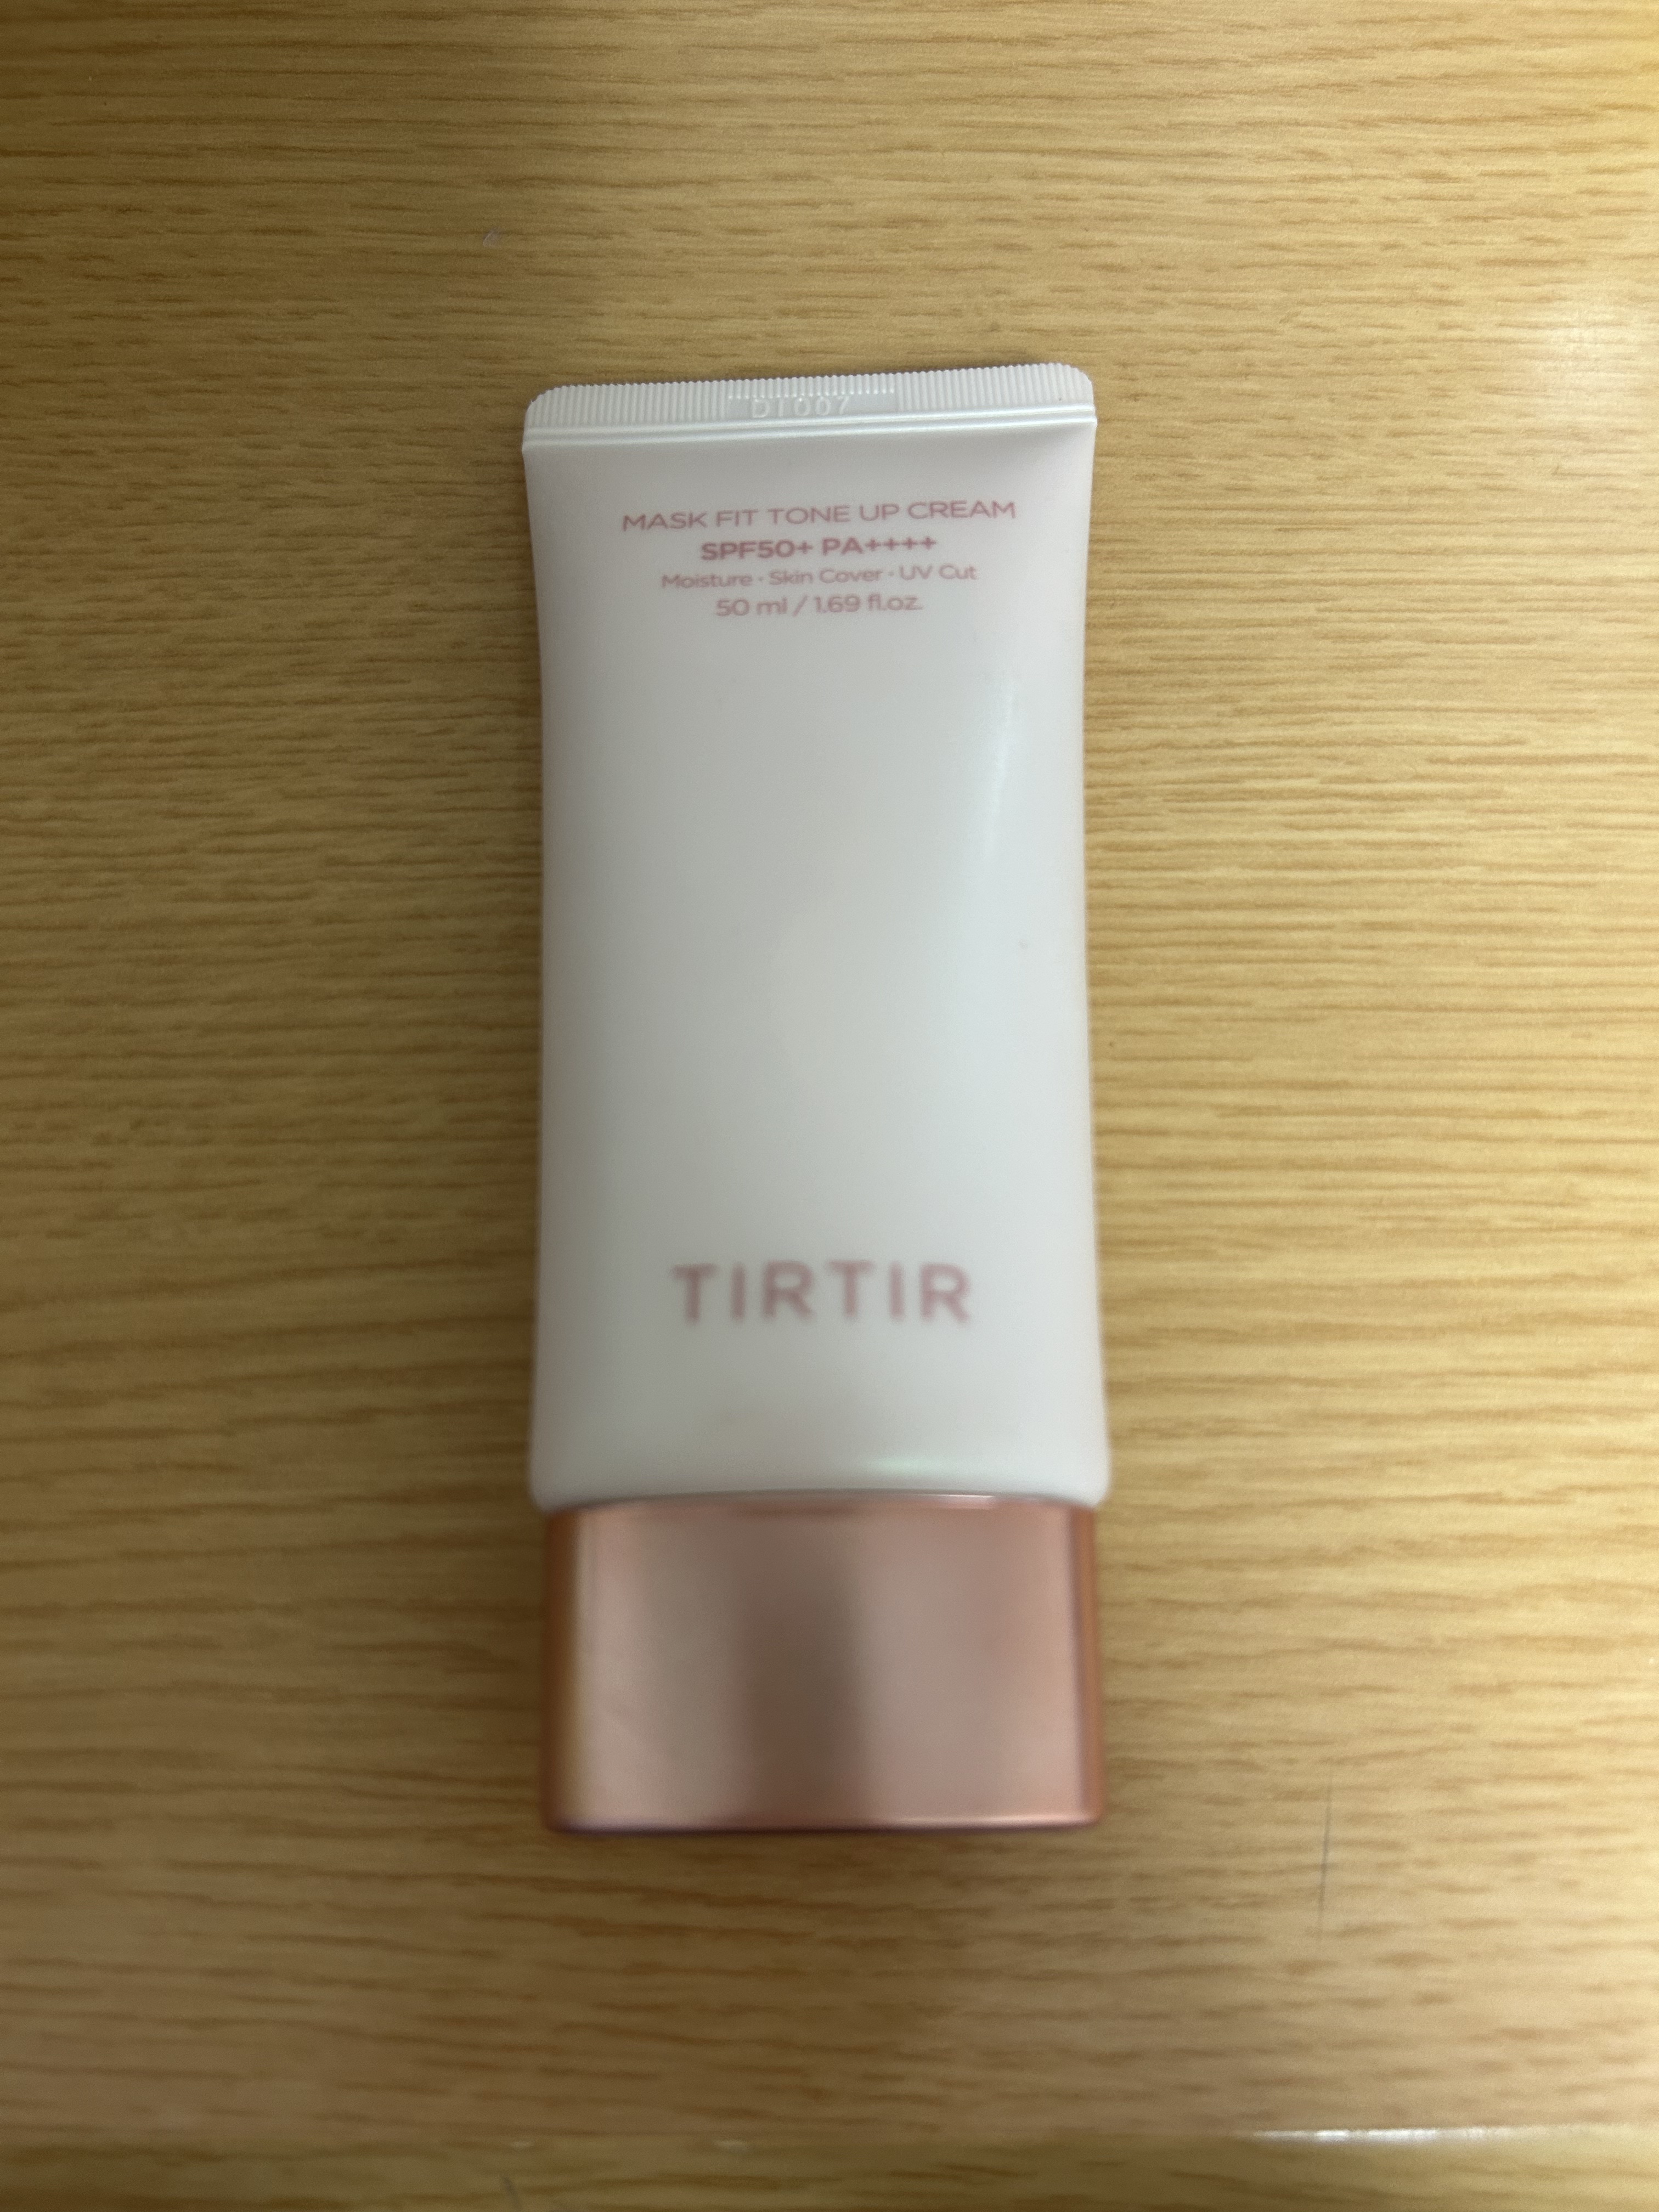 DT007
MASK FIT TONE UP CREAM
SPF50+ PA++++
Moisture · Skin Cover · UV Cut
50 ml / 1.69 fl.oz.
TIRTIR